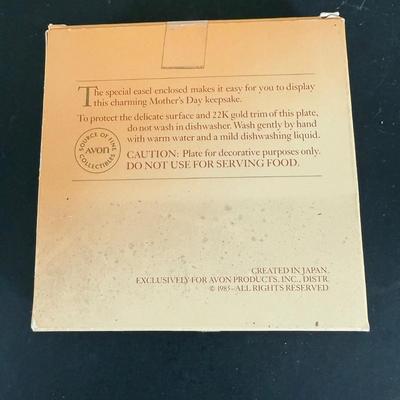 The special easel enclosed makes it easy for you to display
this charming Mother's Day keepsake.
To protect the delicate surface and 22K gold trim of this plate,
do not wash in dishwasher. Wash gently by hand
with warm water and a mild dishwashing liquid.
SOURCE OF FINE
AVON
COLLECTIBLES
CAUTION: Plate for decorative purposes only.
DO NOT USE FOR SERVING FOOD.
CREATED IN JAPAN.
EXCLUSIVELY FOR AVON PRODUCTS, INC., DISTR.
© 1985–ALL RIGHTS RESERVED